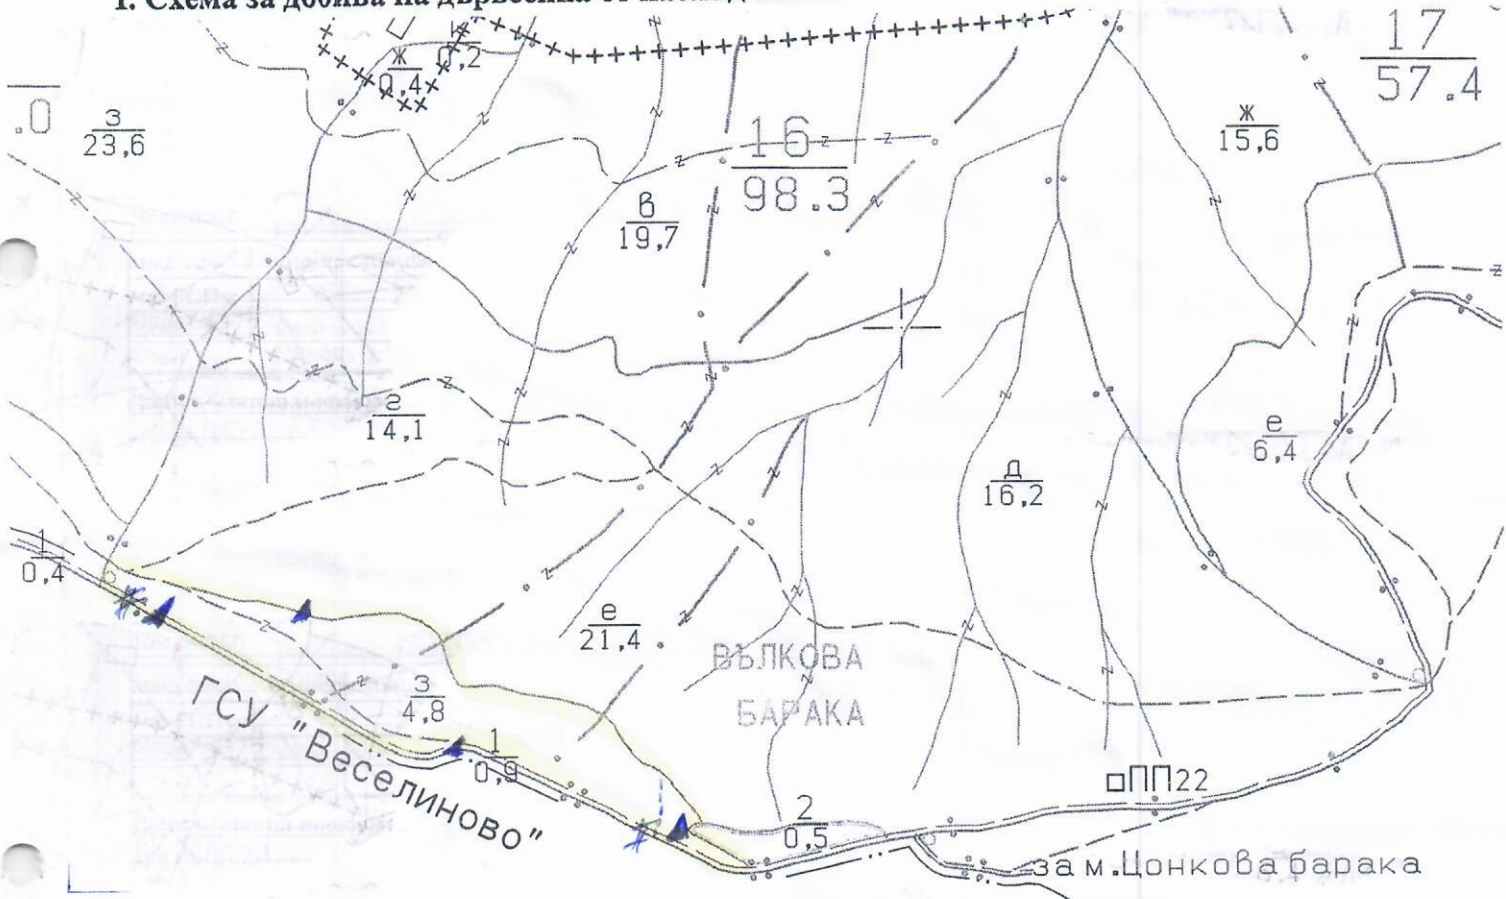 1. Схема за добива на дървесина от
17
57.4
ж
0,4
1
0,2
.0
з
23,6
16
98.3
ж
15,6
в
19,7
г
14,1
е
6,4
д
16,2
1
0,4
е
21,4
ВЪЛКОВА
БАРАКА
з
4,8
ГСУ "Веселиново"
1
0,9
ПП22
2
0,5
за м.Цонкова барака